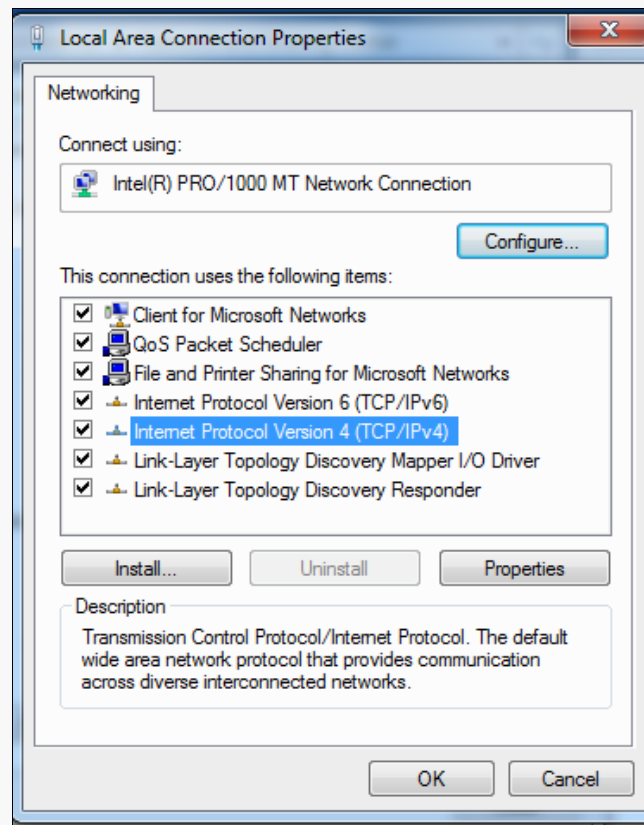 Local Area Connection Properties
Networking
Connect using:
Intel(R) PRO/1000 MT Network Connection
Configure...
This connection uses the following items:
Client for Microsoft Networks
QoS Packet Scheduler
File and Printer Sharing for Microsoft Networks
Internet Protocol Version 6 (TCP/IPv6)
Internet Protocol Version 4 (TCP/IPv4)
Link-Layer Topology Discovery Mapper I/O Driver
Link-Layer Topology Discovery Responder
Install... Uninstall Properties
Description
Transmission Control Protocol/Internet Protocol. The default
wide area network protocol that provides communication
across diverse interconnected networks.
OK Cancel